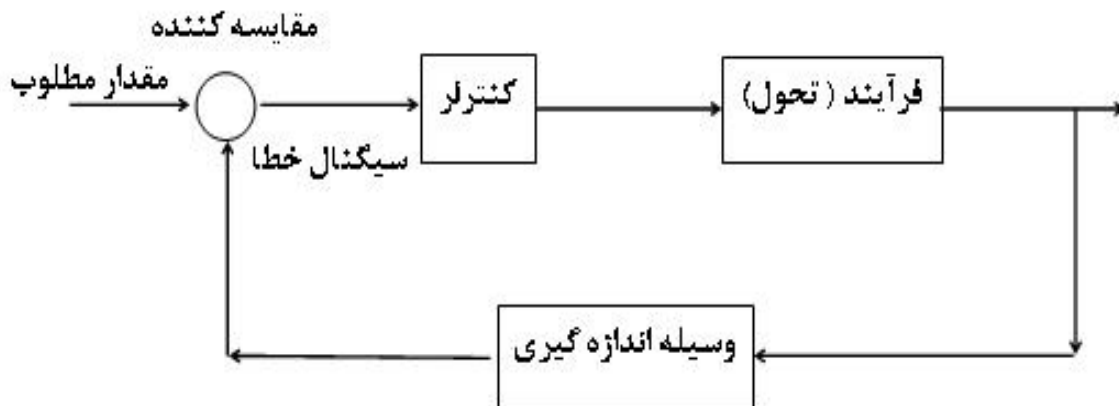 مقایسه کننده
مقدار مطلوب
کنترلر
فرآیند (تحول)
سیگنال خطا
وسیله اندازه گیری